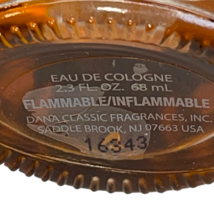 EAU DE COLOGNE
2.3 FL. OZ. 68 mL
FLAMMABLE/INFLAMMABLE
DANA CLASSIC FRAGRANCES, INC.
SADDLE BROOK, NJ 07663 USA
16343